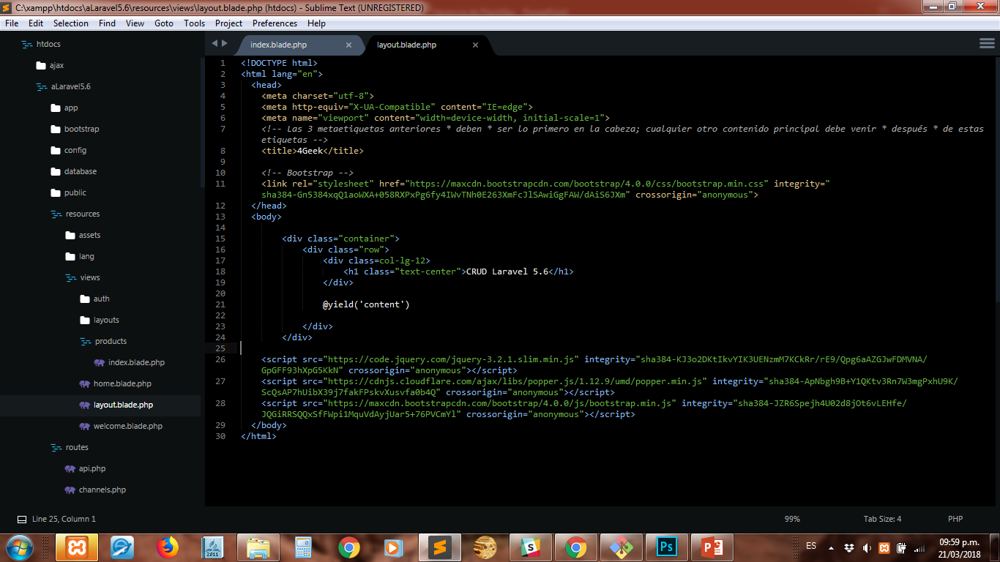 C:\xampp\htdocs\aLaravel5.6\resources\views\layout.blade.php (htdocs) - Sublime Text (UNREGISTERED)
File Edit Selection Find View Goto Tools Project Preferences Help
htdocs
ajax
aLaravel5.6
app
bootstrap
config
database
public
resources
assets
lang
views
auth
layouts
products
index.blade.php
home.blade.php
layout.blade.php
welcome.blade.php
routes
api.php
channels.php
index.blade.php × layout.blade.php ×
1 <!DOCTYPE html>
2 <html lang="en">
3 <head>
4 <meta charset="utf-8">
5 <meta http-equiv="X-UA-Compatible" content="IE=edge">
6 <meta name="viewport" content="width=device-width, initial-scale=1">
7 <!-- Las 3 metaetiquetas anteriores * deben * ser lo primero en la cabeza; cualquier otro contenido principal debe venir * después * de estas
etiquetas -->
8 <title>4Geek</title>
9
10 <!-- Bootstrap -->
11 <link rel="stylesheet" href="https://maxcdn.bootstrapcdn.com/bootstrap/4.0.0/css/bootstrap.min.css" integrity="
sha384-Gn5384xqQ1aoWXA+058RXPxPg6fy4IWvTNh0E263XmFcJlSAwiGgFAW/dAiS6JXm" crossorigin="anonymous">
12 </head>
13 <body>
14
15 <div class="container">
16 <div class="row">
17 <div class=col-lg-12>
18 <h1 class="text-center">CRUD Laravel 5.6</h1>
19 </div>
20
21 @yield('content')
22
23 </div>
24 </div>
25
26 <script src="https://code.jquery.com/jquery-3.2.1.slim.min.js" integrity="sha384-KJ3o2DKtIkvYIK3UENzmM7KCkRr/rE9/Qpg6aAZGJwFDMVNA/
GpGFF93hXpG5KkN" crossorigin="anonymous"></script>
27 <script src="https://cdnjs.cloudflare.com/ajax/libs/popper.js/1.12.9/umd/popper.min.js" integrity="sha384-ApNbgh9B+Y1QKtv3Rn7W3mgPxhU9K/
ScQsAP7hUibX39j7fakFPskvXusvfa0b4Q" crossorigin="anonymous"></script>
28 <script src="https://maxcdn.bootstrapcdn.com/bootstrap/4.0.0/js/bootstrap.min.js" integrity="sha384-JZR6Spejh4U02d8jOt6vLEHfe/
JQGiRRSQQxSfFWpi1MquVdAyjUar5+76PVCmYl" crossorigin="anonymous"></script>
29 </body>
30 </html>
Line 25, Column 1 99% Tab Size: 4 PHP
2011 S S Ps P ES 09:59 p.m.
21/03/2018